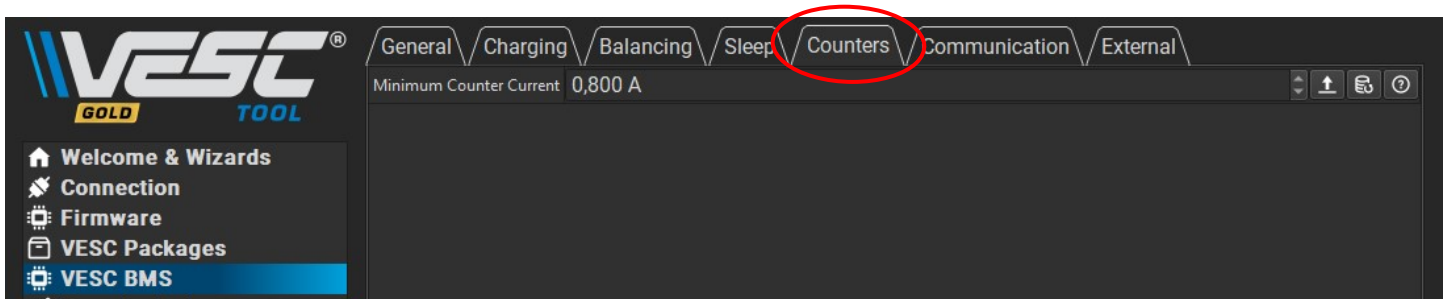 VESC®
GOLD TOOL
General Charging Balancing Sleep Counters Communication External
Minimum Counter Current 0,800 A
Welcome & Wizards
Connection
Firmware
VESC Packages
VESC BMS